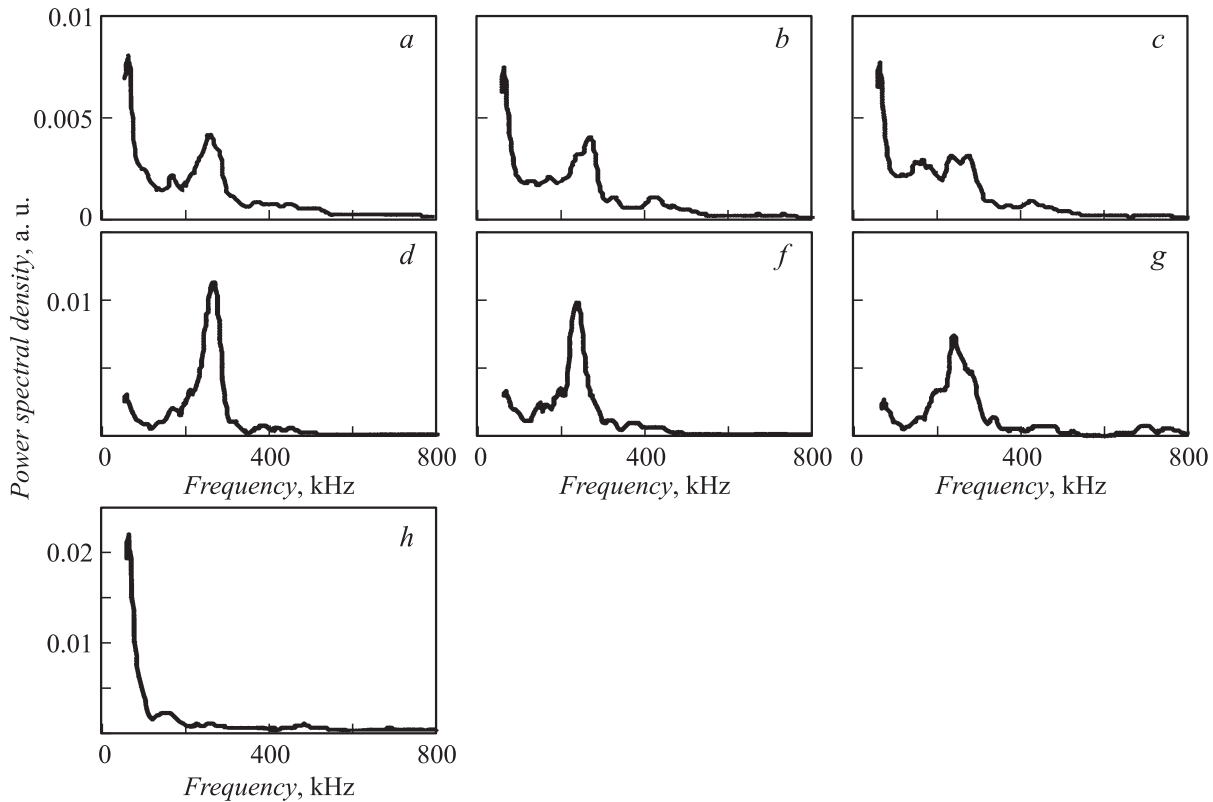 0.01
a
b
c
0.005
0
d
f
g
0.01
Power spectral density, a. u.
0 400 800
0 400 800
0 400 800
Frequency, kHz
Frequency, kHz
Frequency, kHz
h
0.02
0.01
0 400 800
Frequency, kHz